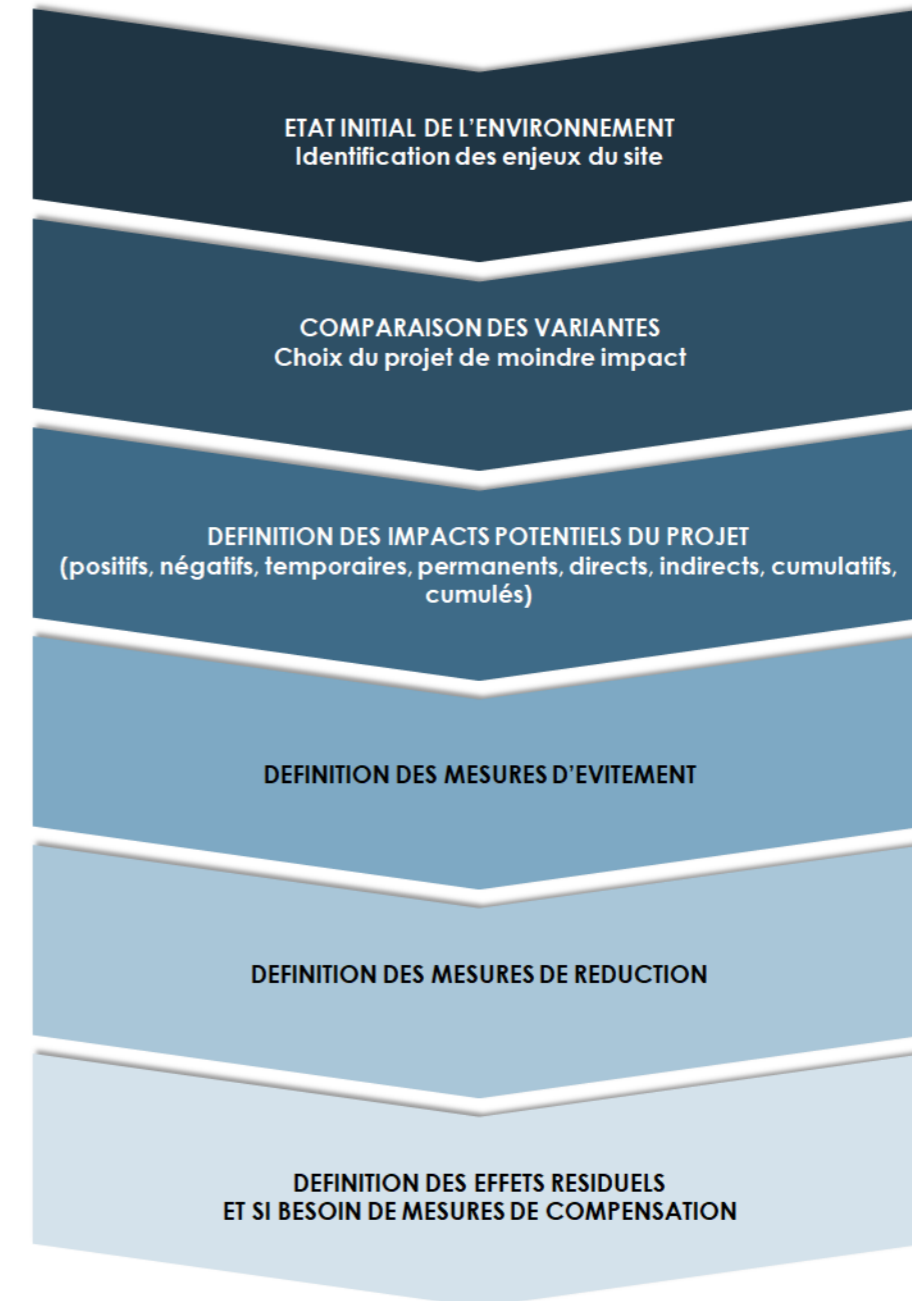 ETAT INITIAL DE L'ENVIRONNEMENT
Identification des enjeux du site
COMPARAISON DES VARIANTES
Choix du projet de moindre impact
DEFINITION DES IMPACTS POTENTIELS DU PROJET
(positifs, négatifs, temporaires, permanents, directs, indirects, cumulatifs,
cumulés)
DEFINITION DES MESURES D'EVITEMENT
DEFINITION DES MESURES DE REDUCTION
DEFINITION DES EFFETS RESIDUELS
ET SI BESOIN DE MESURES DE COMPENSATION